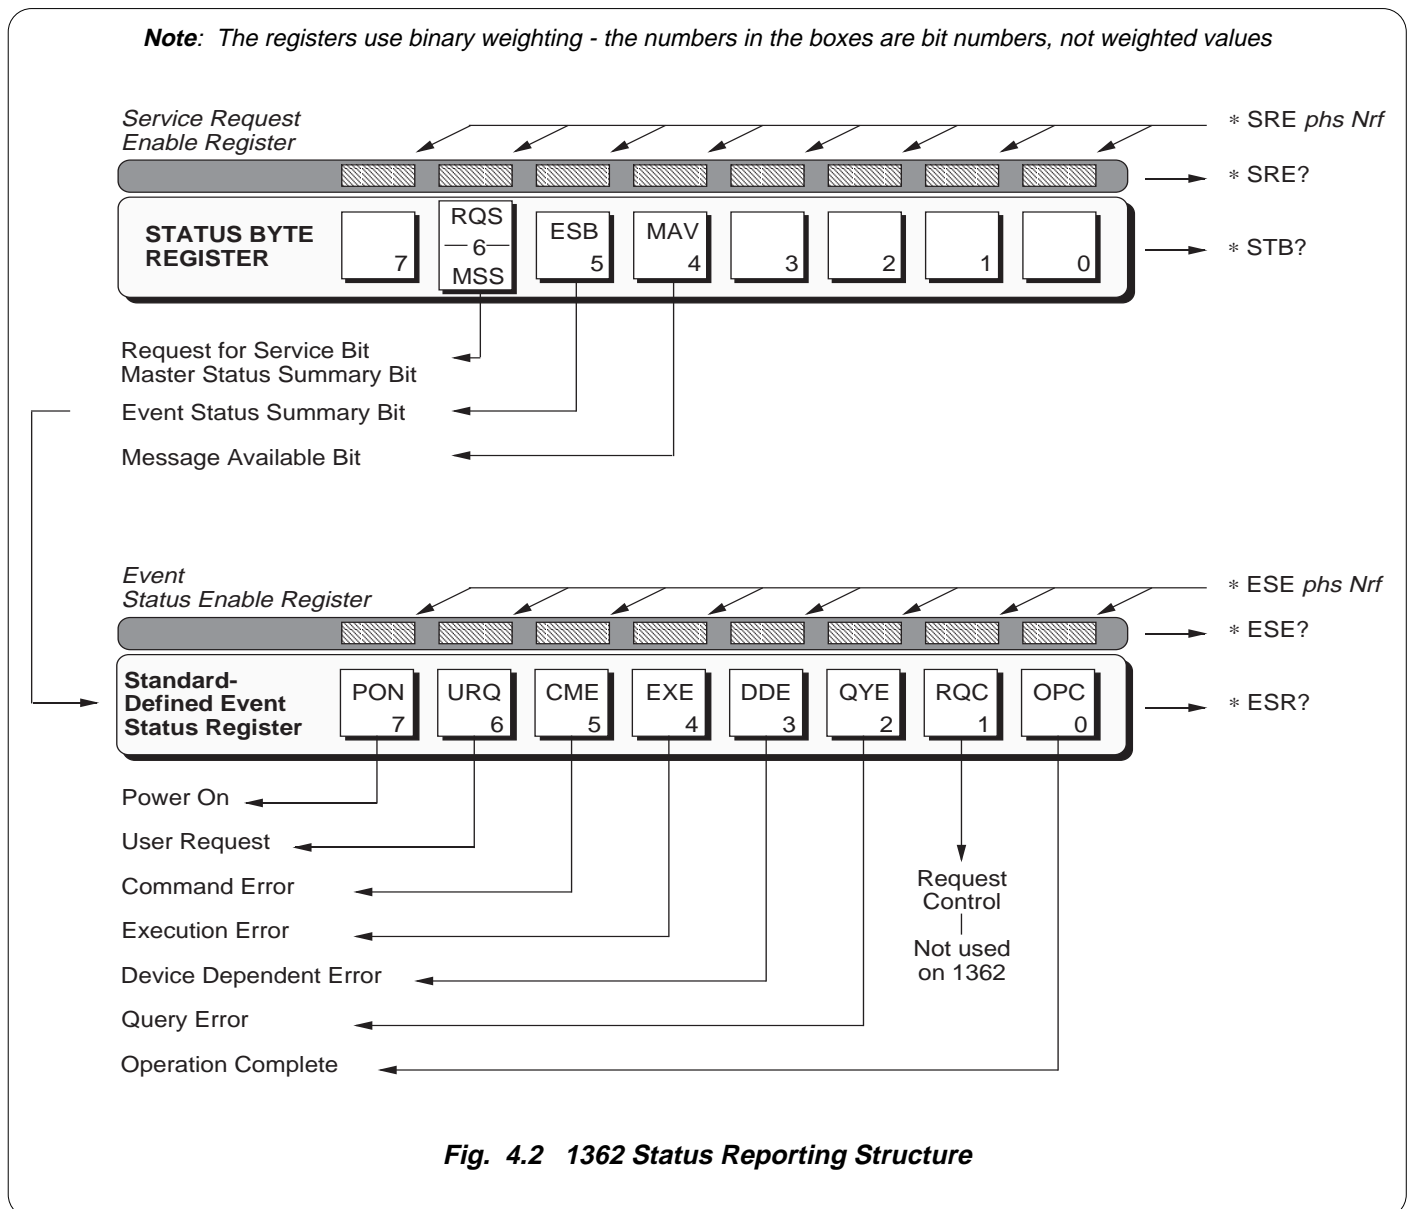 Note: The registers use binary weighting - the numbers in the boxes are bit numbers, not weighted values
Service Request
Enable Register
* SRE phs Nrf
* SRE?
STATUS BYTE
REGISTER
7
RQS
6
MSS
ESB
5
MAV
4
3
2
1
0
* STB?
Request for Service Bit
Master Status Summary Bit
Event Status Summary Bit
Message Available Bit
Event
Status Enable Register
* ESE phs Nrf
* ESE?
Standard-
Defined Event
Status Register
PON
7
URQ
6
CME
5
EXE
4
DDE
3
QYE
2
RQC
1
OPC
0
* ESR?
Power On
User Request
Command Error
Execution Error
Device Dependent Error
Query Error
Operation Complete
Request
Control
Not used
on 1362
Fig. 4.2 1362 Status Reporting Structure